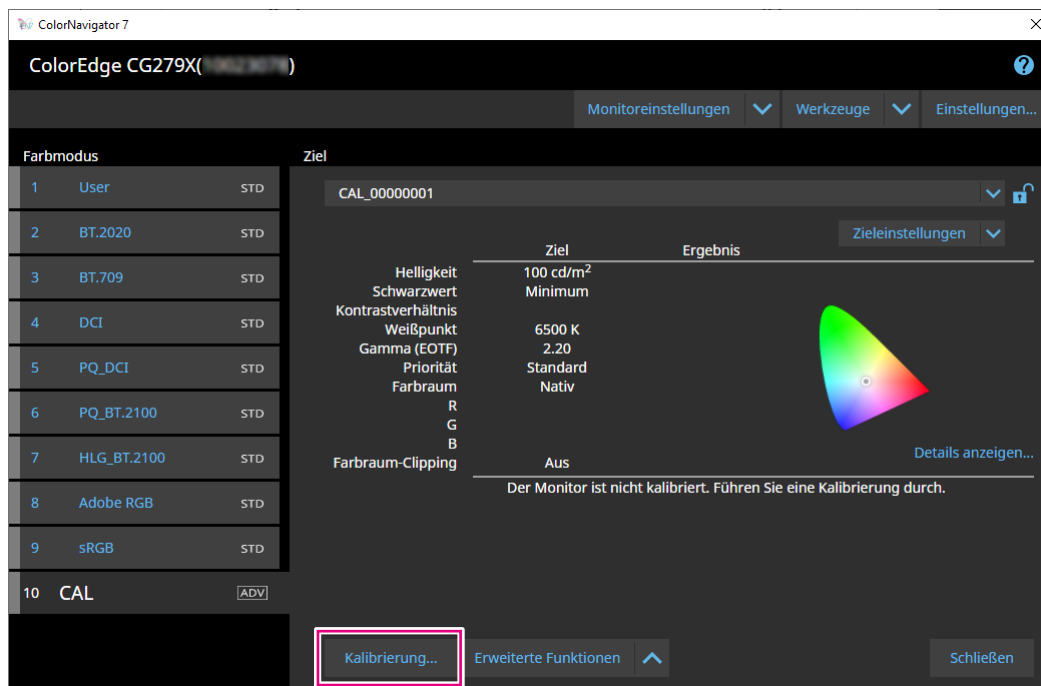 ColorNavigator 7
ColorEdge CG279X( )
Monitoreinstellungen Werkzeuge Einstellungen...
Farbmodus
1 User STD
2 BT.2020 STD
3 BT.709 STD
4 DCI STD
5 PQ_DCI STD
6 PQ_BT.2100 STD
7 HLG_BT.2100 STD
8 Adobe RGB STD
9 sRGB STD
10 CAL ADV
Ziel
CAL_00000001
Zieleinstellungen
Ziel Ergebnis
Helligkeit 100 cd/m²
Schwarzwert Minimum
Kontrastverhältnis
Weißpunkt 6500 K
Gamma (EOTF) 2.20
Priorität Standard
Farbraum Nativ
R
G
B
Farbraum-Clipping Aus
Details anzeigen...
Der Monitor ist nicht kalibriert. Führen Sie eine Kalibrierung durch.
Kalibrierung... Erweiterte Funktionen Schließen